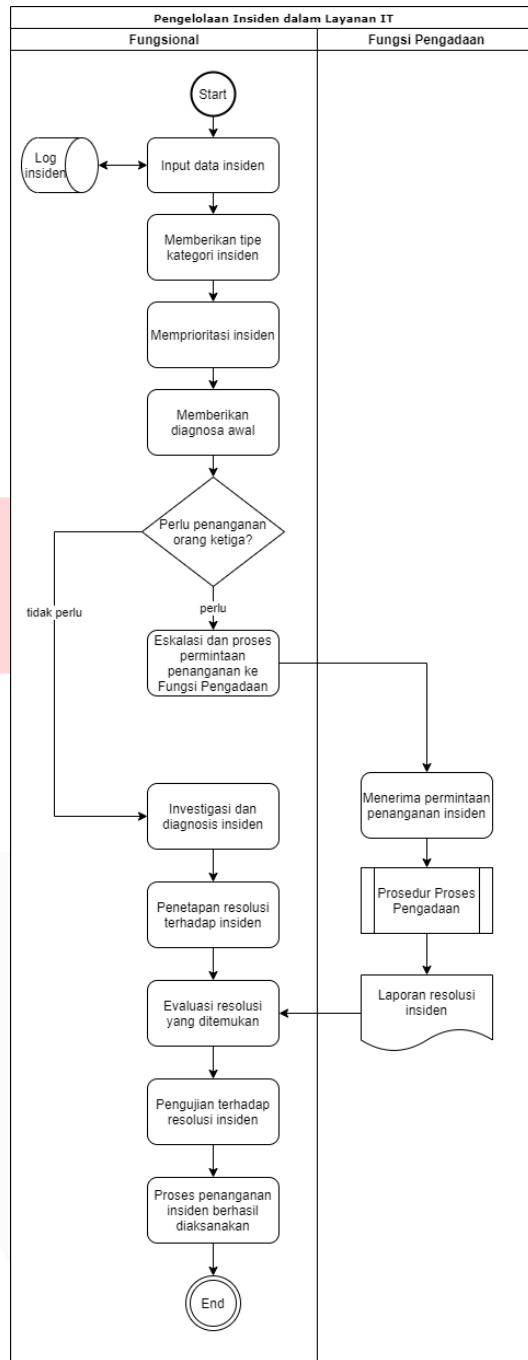 Pengelolaan Insiden dalam Layanan IT
Fungsional
Fungsi Pengadaan
Start
Log
insiden
Input data insiden
Memberikan tipe
kategori insiden
Memprioritasi insiden
Memberikan
diagnosa awal
Perlu penanganan
orang ketiga?
tidak perlu
perlu
Eskalasi dan proses
permintaan
penanganan ke
Fungsi Pengadaan
Investigasi dan
diagnosis insiden
Menerima permintaan
penanganan insiden
Penetapan resolusi
terhadap insiden
Prosedur Proses
Pengadaan
Evaluasi resolusi
yang ditemukan
Laporan resolusi
insiden
Pengujian terhadap
resolusi insiden
Proses penanganan
insiden berhasil
diaksanakan
End